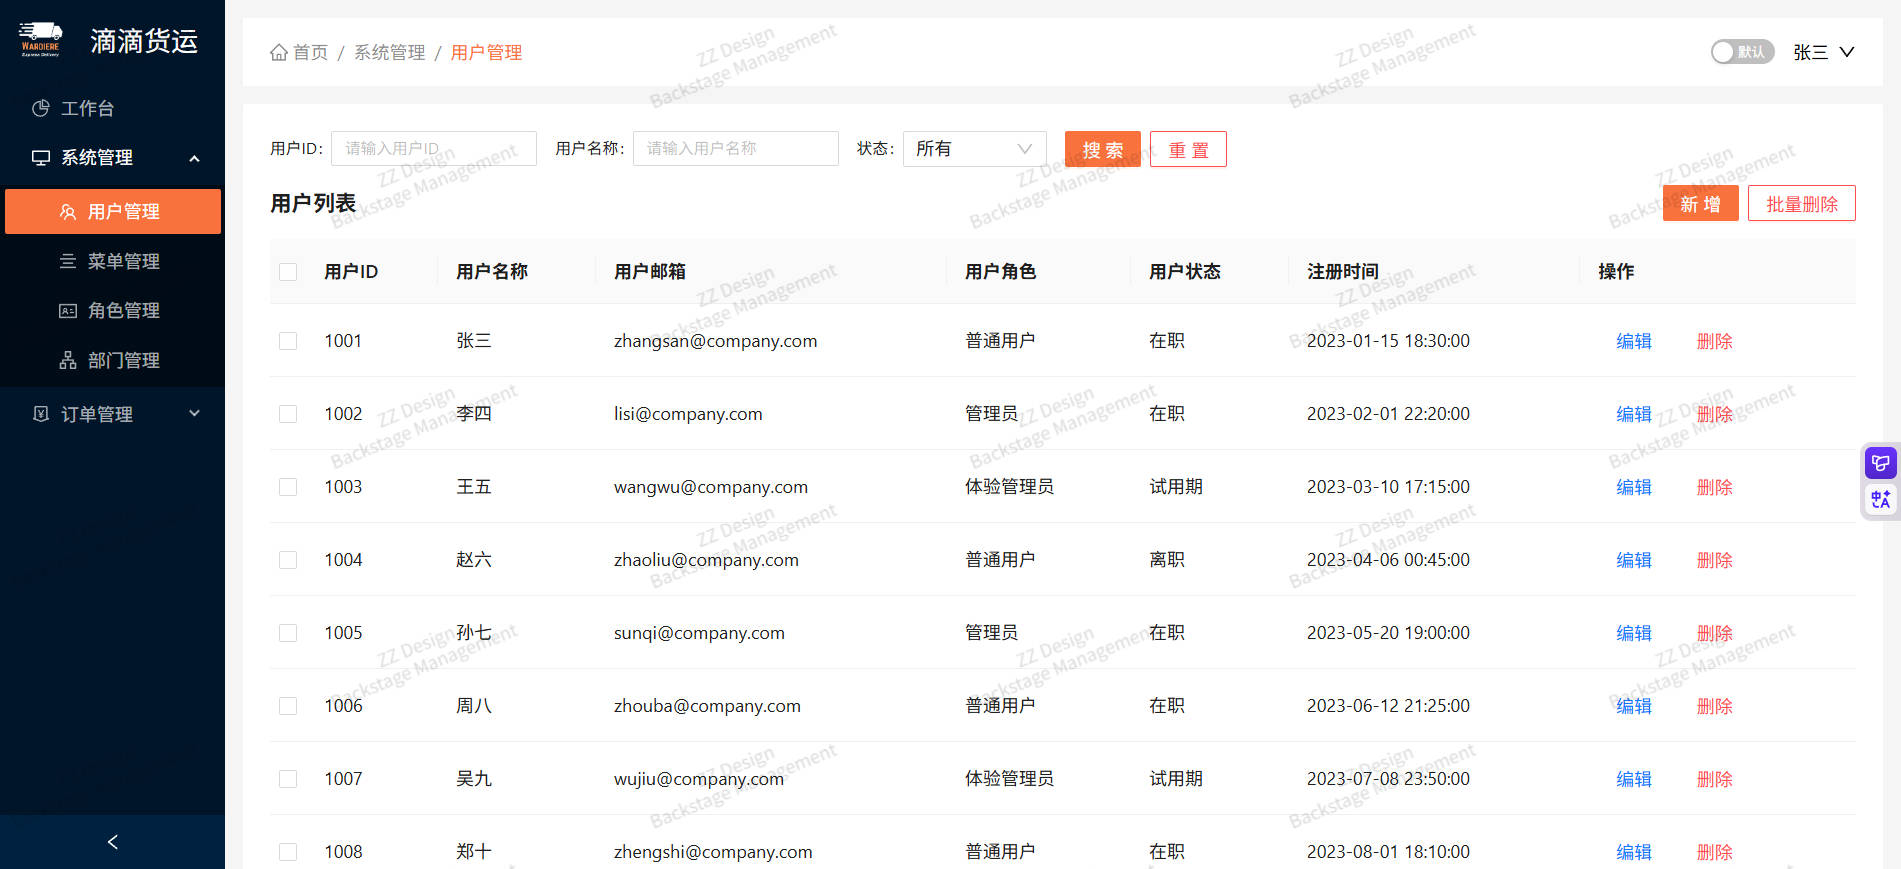 WARDIERE
Express Delivery
滴滴货运
工作台
系统管理
用户管理
菜单管理
角色管理
部门管理
订单管理
首页 / 系统管理 / 用户管理
默认
张三
用户ID: 请输入用户ID 用户名称: 请输入用户名称 状态: 所有 搜 索 重 置
用户列表
新 增 批量删除
用户ID 用户名称 用户邮箱 用户角色 用户状态 注册时间 操作
1001 张三 zhangsan@company.com 普通用户 在职 2023-01-15 18:30:00 编辑 删除
1002 李四 lisi@company.com 管理员 在职 2023-02-01 22:20:00 编辑 删除
1003 王五 wangwu@company.com 体验管理员 试用期 2023-03-10 17:15:00 编辑 删除
1004 赵六 zhaoliu@company.com 普通用户 离职 2023-04-06 00:45:00 编辑 删除
1005 孙七 sunqi@company.com 管理员 在职 2023-05-20 19:00:00 编辑 删除
1006 周八 zhouba@company.com 普通用户 在职 2023-06-12 21:25:00 编辑 删除
1007 吴九 wujiu@company.com 体验管理员 试用期 2023-07-08 23:50:00 编辑 删除
1008 郑十 zhengshi@company.com 普通用户 在职 2023-08-01 18:10:00 编辑 删除
ZZ Design
Backstage Management